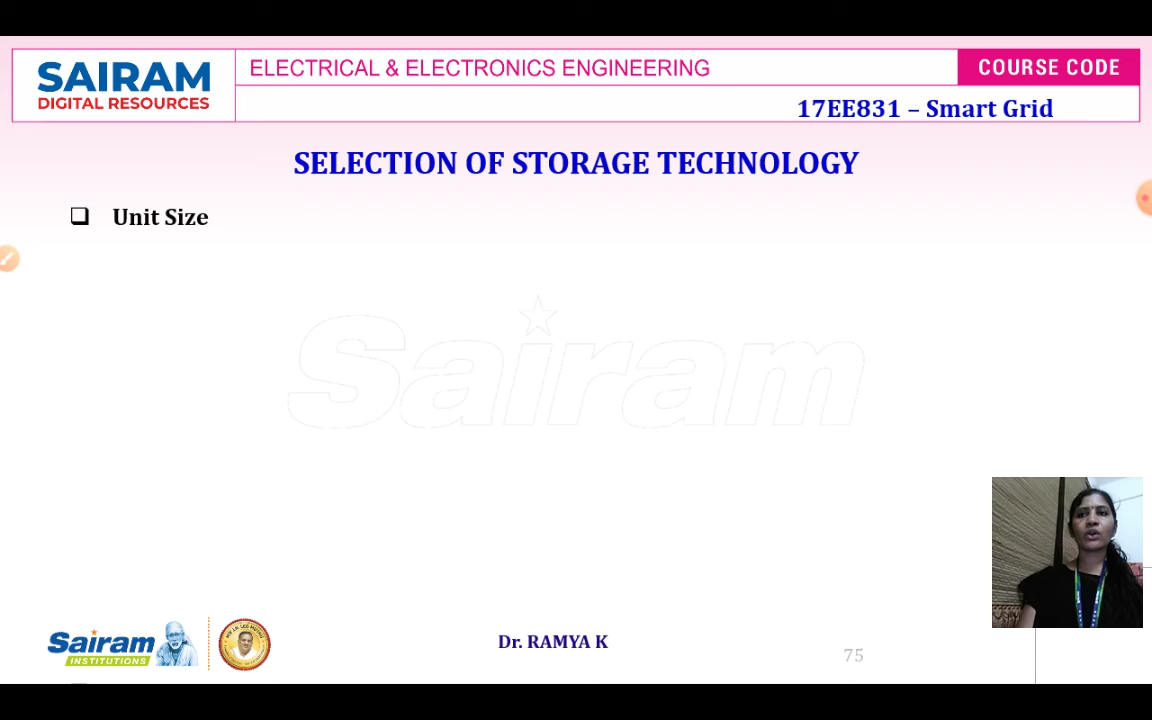 SAIRAM
DIGITAL RESOURCES
ELECTRICAL & ELECTRONICS ENGINEERING
COURSE CODE
17EE831 – Smart Grid
SELECTION OF STORAGE TECHNOLOGY
❑ Unit Size
Sairam
Sairam
INSTITUTIONS
Dr. RAMYA K
75